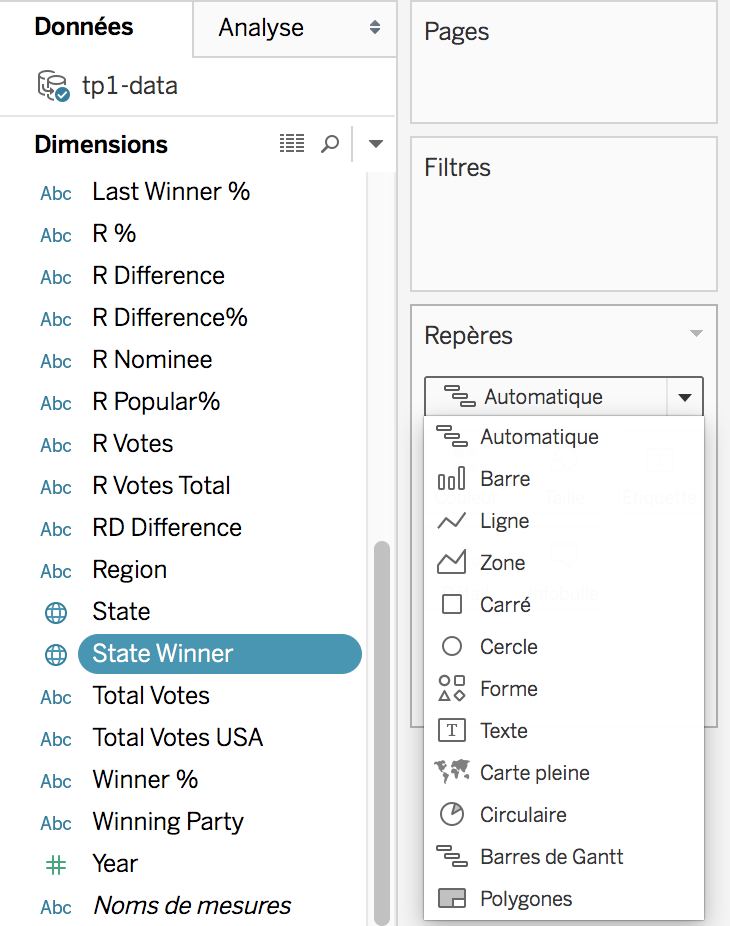 Données
Analyse
tp1-data
Dimensions
Abc Last Winner %
Abc R %
Abc R Difference
Abc R Difference%
Abc R Nominee
Abc R Popular%
Abc R Votes
Abc R Votes Total
Abc RD Difference
Abc Region
State
State Winner
Abc Total Votes
Abc Total Votes USA
Abc Winner %
Abc Winning Party
Year
Abc Noms de mesures
Pages
Filtres
Repères
Automatique
Automatique
Barre
Ligne
Zone
Carré
Cercle
Forme
T Texte
Carte pleine
Circulaire
Barres de Gantt
Polygones